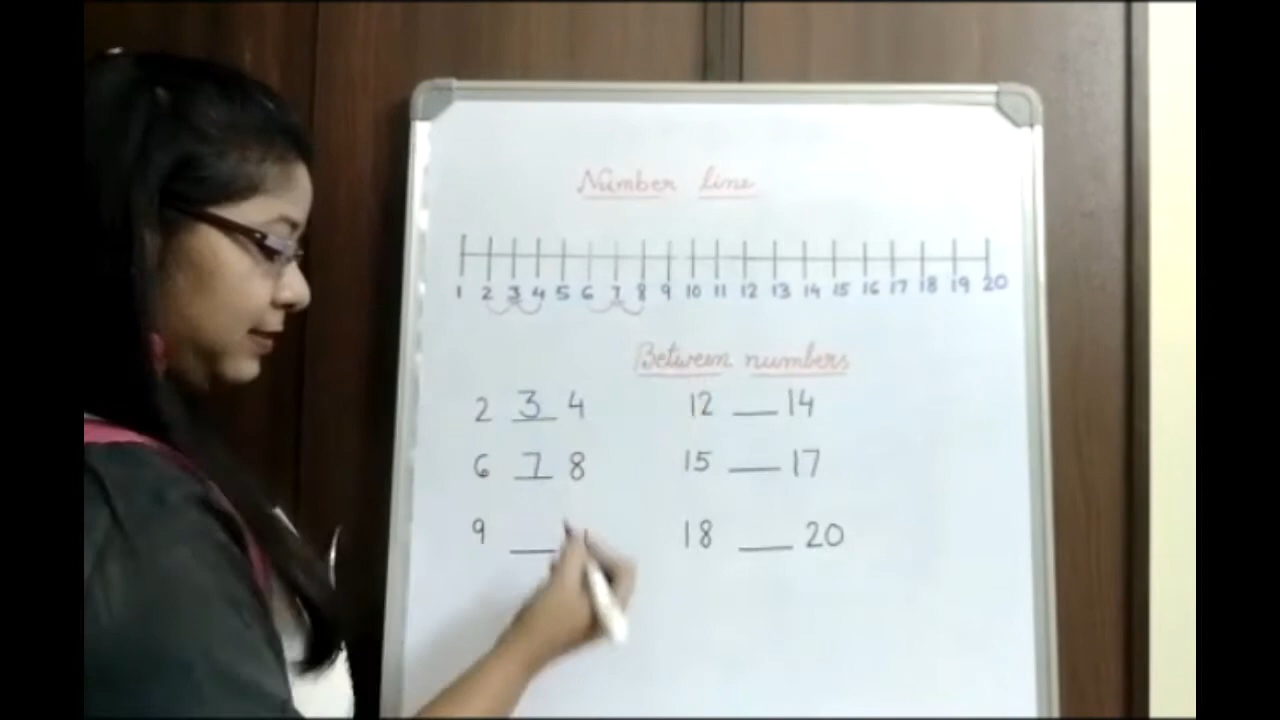 Number line
1 2 3 4 5 6 7 8 9 10 11 12 13 14 15 16 17 18 19 20
Between numbers
2 3 4 12 __ 14
6 7 8 15 __ 17
9 __ 18 __ 20